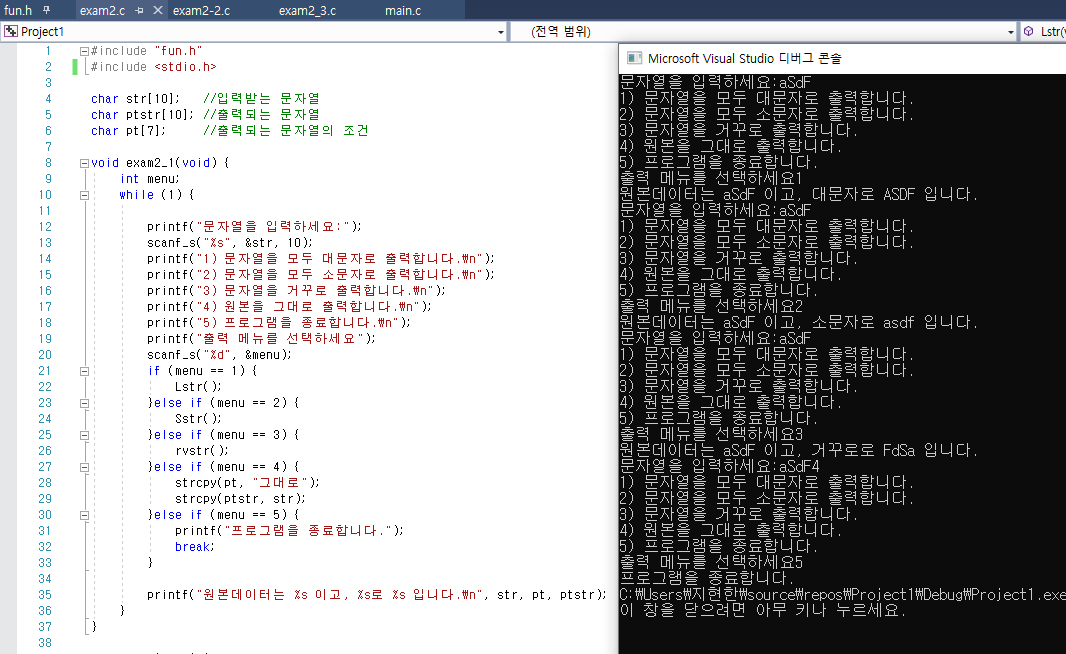 fun.h exam2.c exam2-2.c exam2_3.c main.c
Project1 (전역 범위)
1 #include "fun.h"
2 #include <stdio.h>
3
4 char str[10]; //입력받는 문자열
5 char ptstr[10]; //출력되는 문자열
6 char pt[7]; //출력되는 문자열의 조건
7
8 void exam2_1(void) {
9 int menu;
10 while (1) {
11
12 printf("문자열을 입력하세요:");
13 scanf_s("%s", &str, 10);
14 printf("1) 문자열을 모두 대문자로 출력합니다.₩n");
15 printf("2) 문자열을 모두 소문자로 출력합니다.₩n");
16 printf("3) 문자열을 거꾸로 출력합니다.₩n");
17 printf("4) 원본을 그대로 출력합니다.₩n");
18 printf("5) 프로그램을 종료합니다.₩n");
19 printf("출력 메뉴를 선택하세요");
20 scanf_s("%d", &menu);
21 if (menu == 1) {
22 Lstr();
23 }else if (menu == 2) {
24 Sstr();
25 }else if (menu == 3) {
26 rvstr();
27 }else if (menu == 4) {
28 strcpy(pt, "그대로");
29 strcpy(ptstr, str);
30 }else if (menu == 5) {
31 printf("프로그램을 종료합니다.");
32 break;
33 }
34
35 printf("원본데이터는 %s 이고, %s로 %s 입니다.₩n", str, pt, ptstr);
36 }
37 }
38
Microsoft Visual Studio 디버그 콘솔
문자열을 입력하세요:aSdF
1) 문자열을 모두 대문자로 출력합니다.
2) 문자열을 모두 소문자로 출력합니다.
3) 문자열을 거꾸로 출력합니다.
4) 원본을 그대로 출력합니다.
5) 프로그램을 종료합니다.
출력 메뉴를 선택하세요1
원본데이터는 aSdF 이고, 대문자로 ASDF 입니다.
문자열을 입력하세요:aSdF
1) 문자열을 모두 대문자로 출력합니다.
2) 문자열을 모두 소문자로 출력합니다.
3) 문자열을 거꾸로 출력합니다.
4) 원본을 그대로 출력합니다.
5) 프로그램을 종료합니다.
출력 메뉴를 선택하세요2
원본데이터는 aSdF 이고, 소문자로 asdf 입니다.
문자열을 입력하세요:aSdF
1) 문자열을 모두 대문자로 출력합니다.
2) 문자열을 모두 소문자로 출력합니다.
3) 문자열을 거꾸로 출력합니다.
4) 원본을 그대로 출력합니다.
5) 프로그램을 종료합니다.
출력 메뉴를 선택하세요3
원본데이터는 aSdF 이고, 거꾸로로 FdSa 입니다.
문자열을 입력하세요:aSdF4
1) 문자열을 모두 대문자로 출력합니다.
2) 문자열을 모두 소문자로 출력합니다.
3) 문자열을 거꾸로 출력합니다.
4) 원본을 그대로 출력합니다.
5) 프로그램을 종료합니다.
출력 메뉴를 선택하세요5
프로그램을 종료합니다.
C:₩Users₩지현한₩source₩repos₩Project1₩Debug₩Project1.exe
이 창을 닫으려면 아무 키나 누르세요.